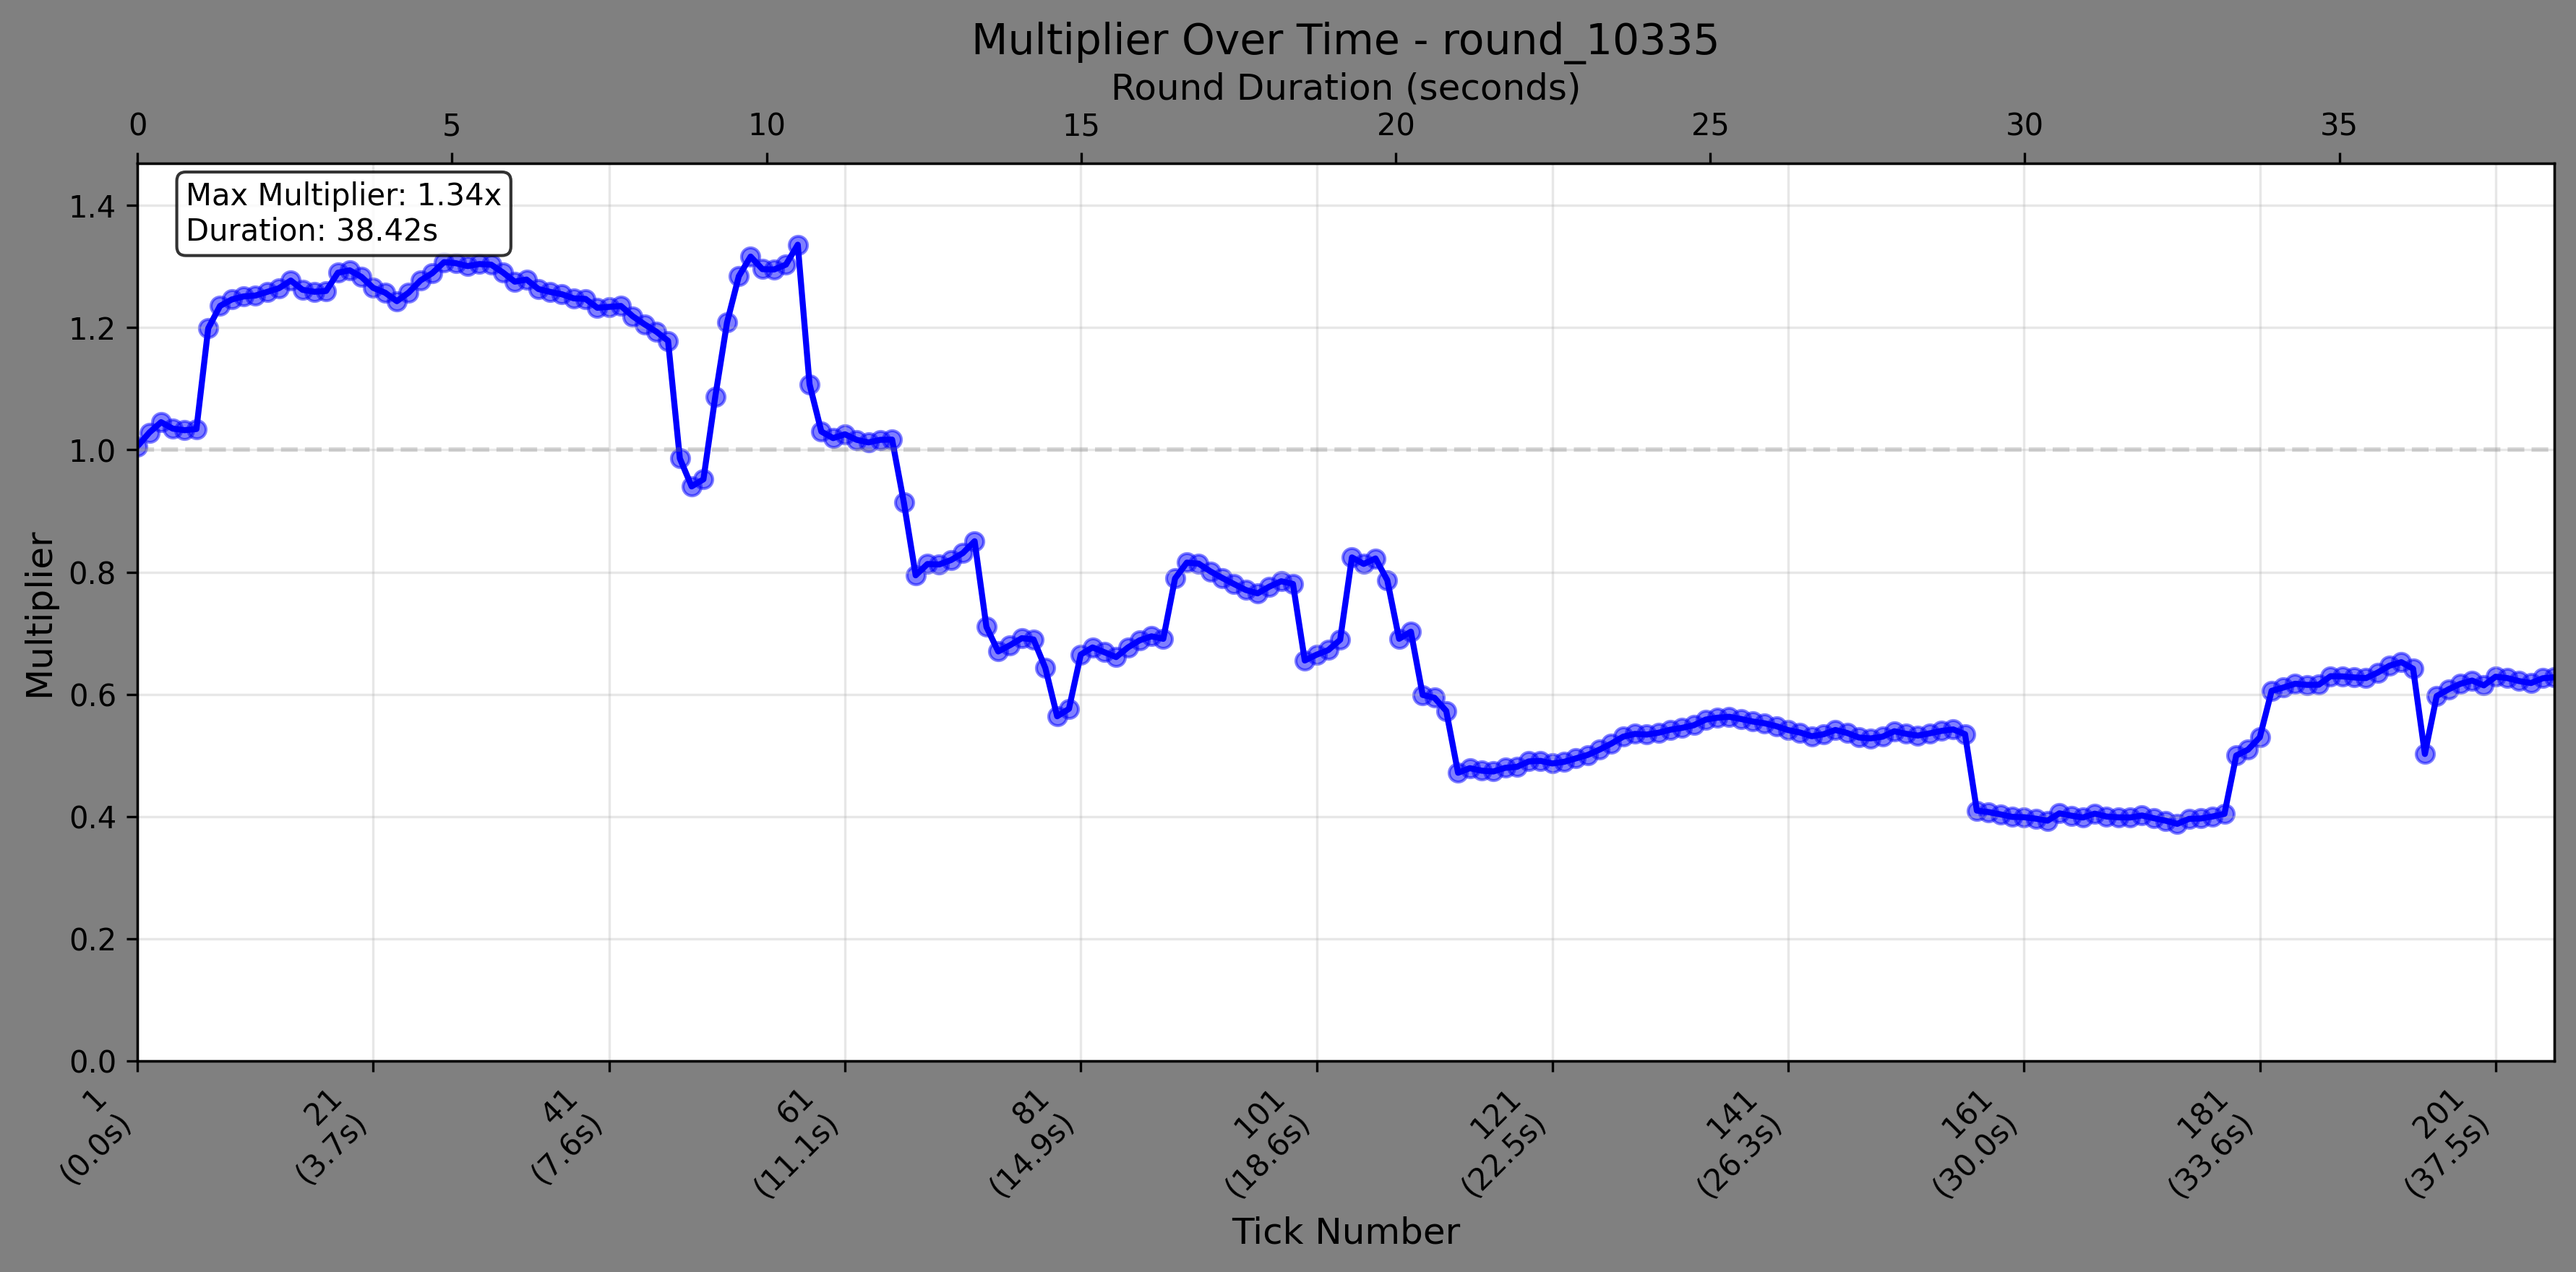 Multiplier Over Time - round_10335
Round Duration (seconds)
0 5 10 15 20 25 30 35
Max Multiplier: 1.34x
Duration: 38.42s
Multiplier
1.4
1.2
1.0
0.8
0.6
0.4
0.2
0.0
1
(0.0s)
21
(3.7s)
41
(7.6s)
61
(11.1s)
81
(14.9s)
101
(18.6s)
121
(22.5s)
141
(26.3s)
161
(30.0s)
181
(33.6s)
201
(37.5s)
Tick Number